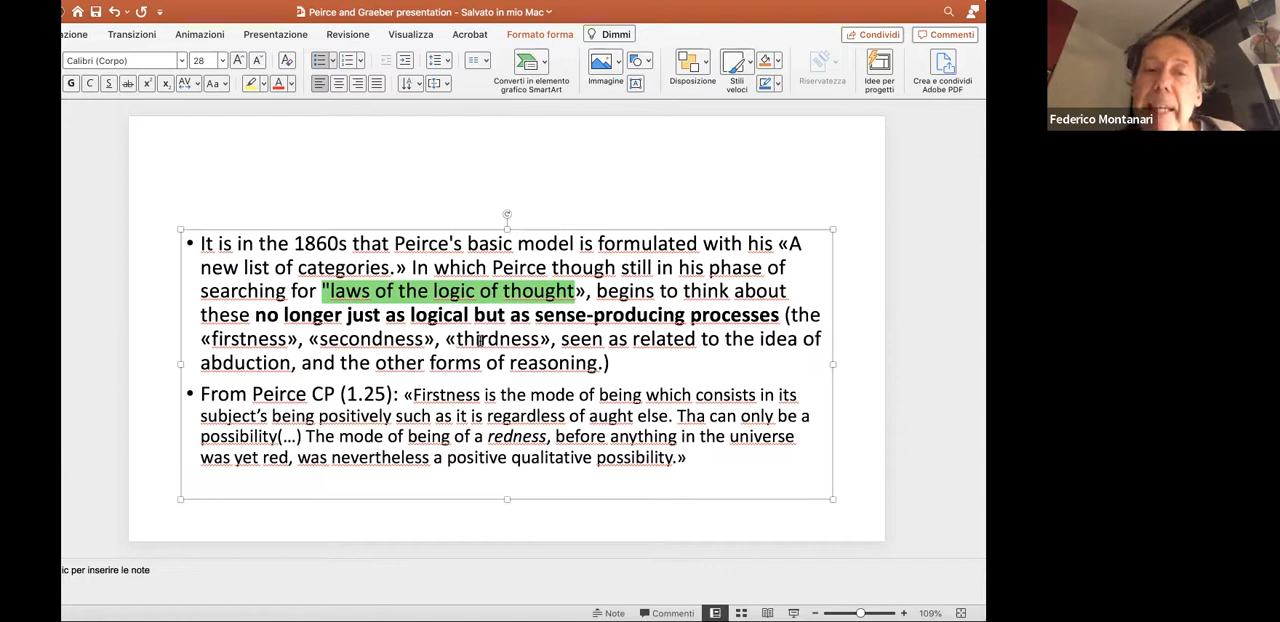 Peirce and Graeber presentation - Salvato in mio Mac
zione Transizioni Animazioni Presentazione Revisione Visualizza Acrobat Formato forma Dimmi Condividi Commenti
Calibri (Corpo) 28
G C S ab x² Aa A
Converti in elemento
grafico SmartArt
Immagine
Disposizione
Stili
veloci
Riservatezza
Idee per
progetti
Crea e condividi
Adobe PDF
Federico Montanari
• It is in the 1860s that Peirce's basic model is formulated with his «A
new list of categories.» In which Peirce though still in his phase of
searching for "laws of the logic of thought», begins to think about
these no longer just as logical but as sense-producing processes (the
«firstness», «secondness», «thirdness», seen as related to the idea of
abduction, and the other forms of reasoning.)
• From Peirce CP (1.25): «Firstness is the mode of being which consists in its
subject's being positively such as it is regardless of aught else. Tha can only be a
possibility(...) The mode of being of a redness, before anything in the universe
was yet red, was nevertheless a positive qualitative possibility.»
ic per inserire le note
Note Commenti 109%